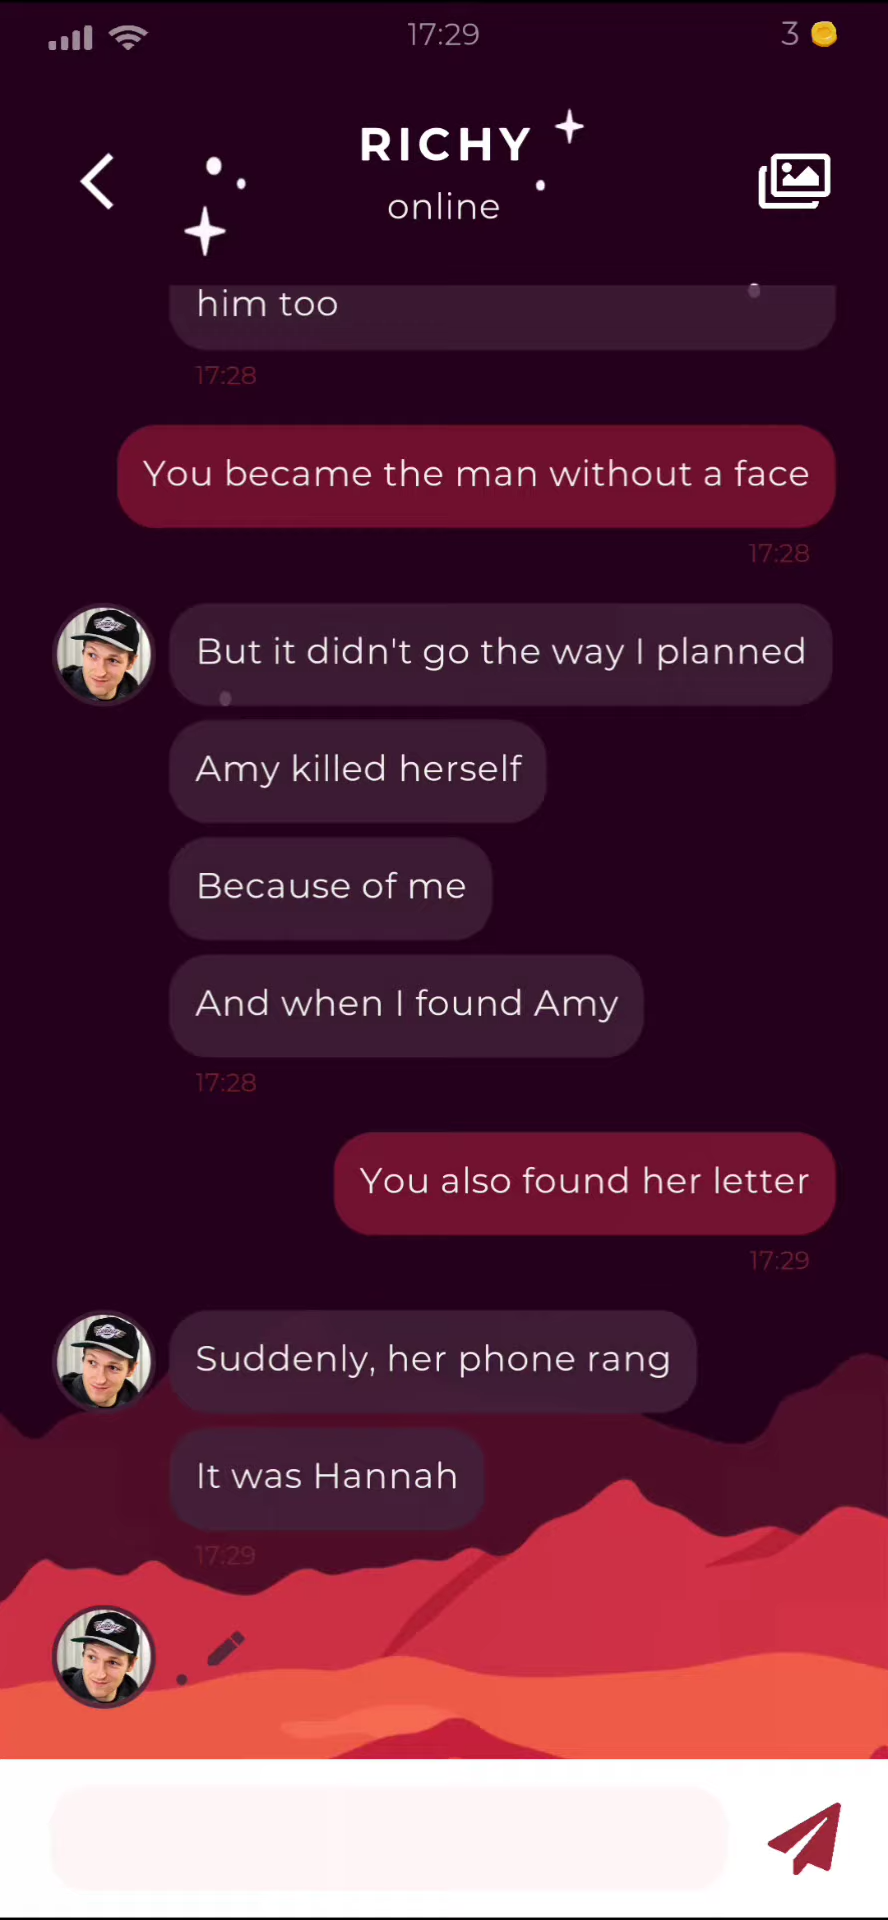 17:29
3
RICHY
online
him too
17:28
You became the man without a face
17:28
But it didn't go the way I planned
Amy killed herself
Because of me
And when I found Amy
17:28
You also found her letter
17:29
Suddenly, her phone rang
It was Hannah
17:29